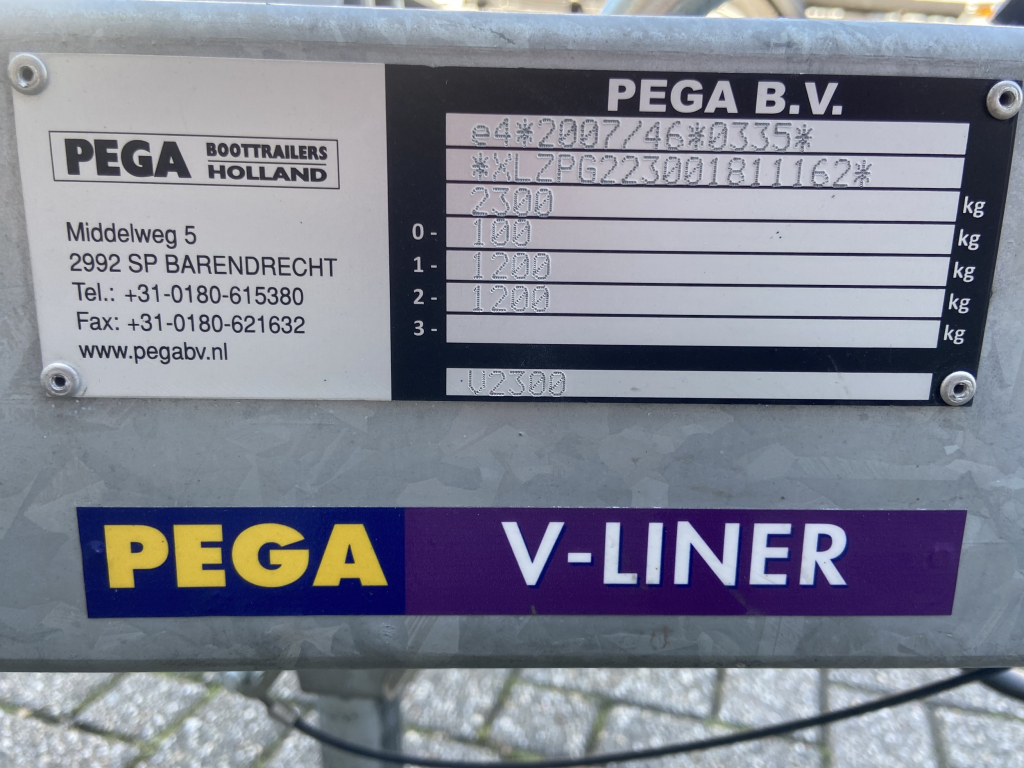 PEGA BOOTTRAILERS
HOLLAND
Middelweg 5
2992 SP BARENDRECHT
Tel.: +31-0180-615380
Fax: +31-0180-621632
www.pegabv.nl
PEGA B.V.
e4*2007/46*0335*
*XLZPG223001811162*
2300 kg
0- 100 kg
1- 1200 kg
2- 1200 kg
3- kg
V2300
PEGA V-LINER